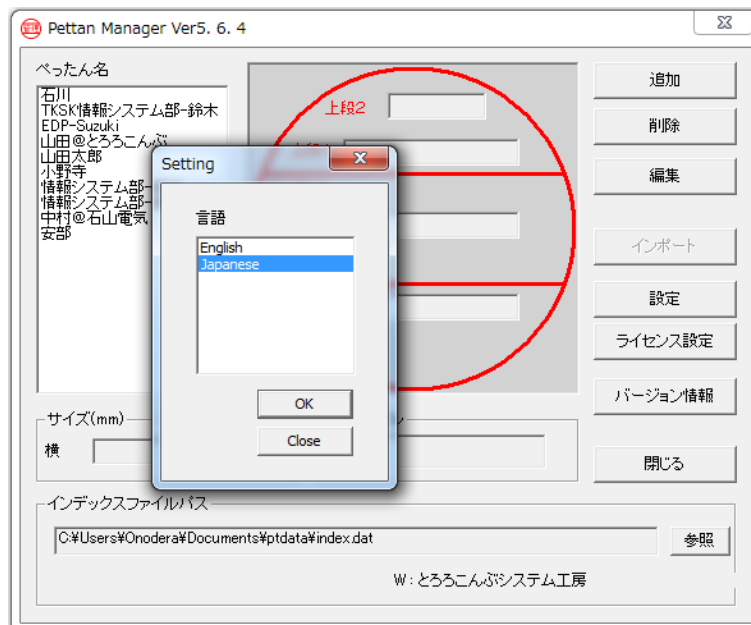 Pettan Manager Ver5. 6. 4
ぺったん名
石川
TKSK情報システム部-鈴木
EDP-Suzuki
山田@とろろこんぶ
山田太郎
小野寺
情報システム部-
情報システム部-
中村@石山電気
安部
上段2
Setting
言語
English
Japanese
OK
Close
追加
削除
編集
インポート
設定
ライセンス設定
バージョン情報
閉じる
サイズ(mm)
横
インデックスファイルパス
C:¥Users¥Onodera¥Documents¥ptdata¥index.dat
参照
W : とろろこんぶシステム工房